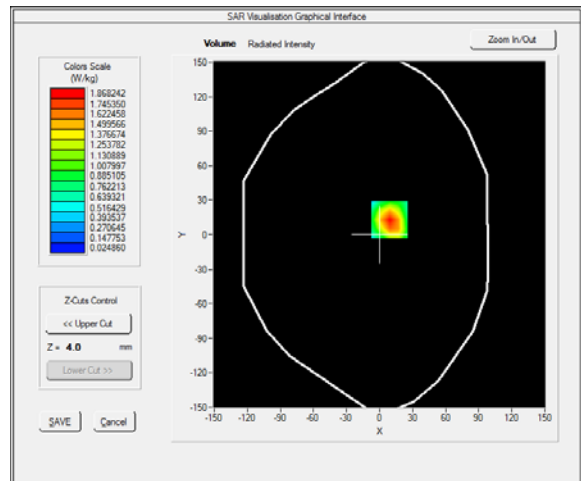 SAR Visualisation Graphical Interface
Volume Radiated Intensity
Zoom In/Out
Colors Scale
(W/kg)
1.868242
1.745350
1.622458
1.499566
1.376674
1.253782
1.130889
1.007997
0.885105
0.762213
0.639321
0.516429
0.393537
0.270645
0.147753
0.024860
Z-Cuts Control
<< Upper Cut
Z = 4.0 mm
Lower Cut >>
SAVE Cancel
150
120
90
60
30
0
-30
-60
-90
-120
-150
Y
-150 -120 -90 -60 -30 0 30 60 90 120 150
X